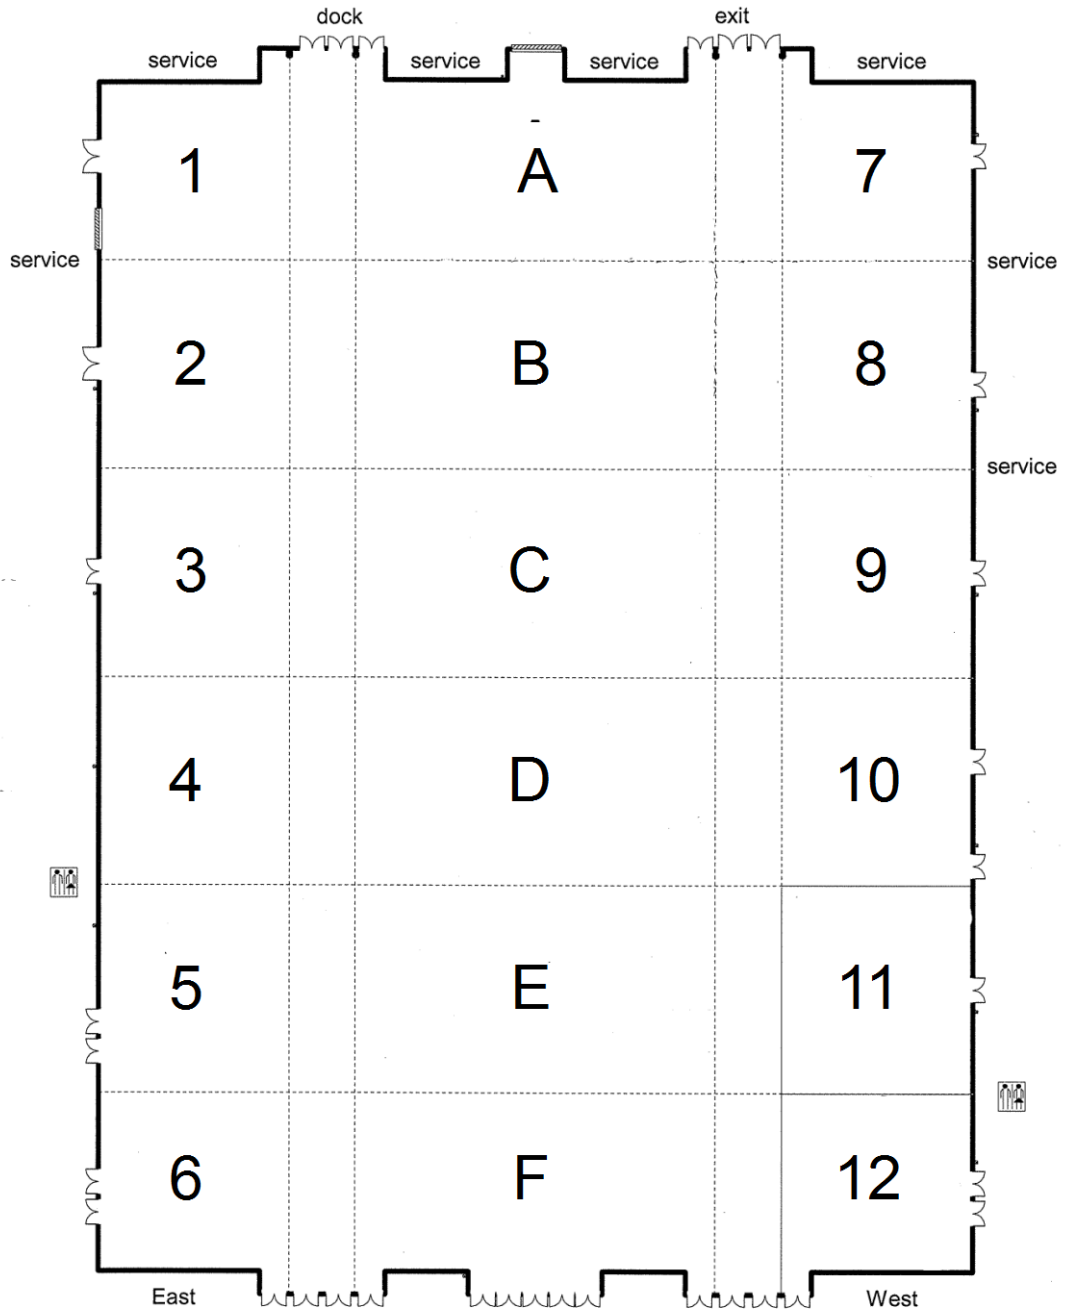 dock exit
service service service service
1 A 7
service service
2 B 8
service
3 C 9
4 D 10
5 E 11
6 F 12
East West